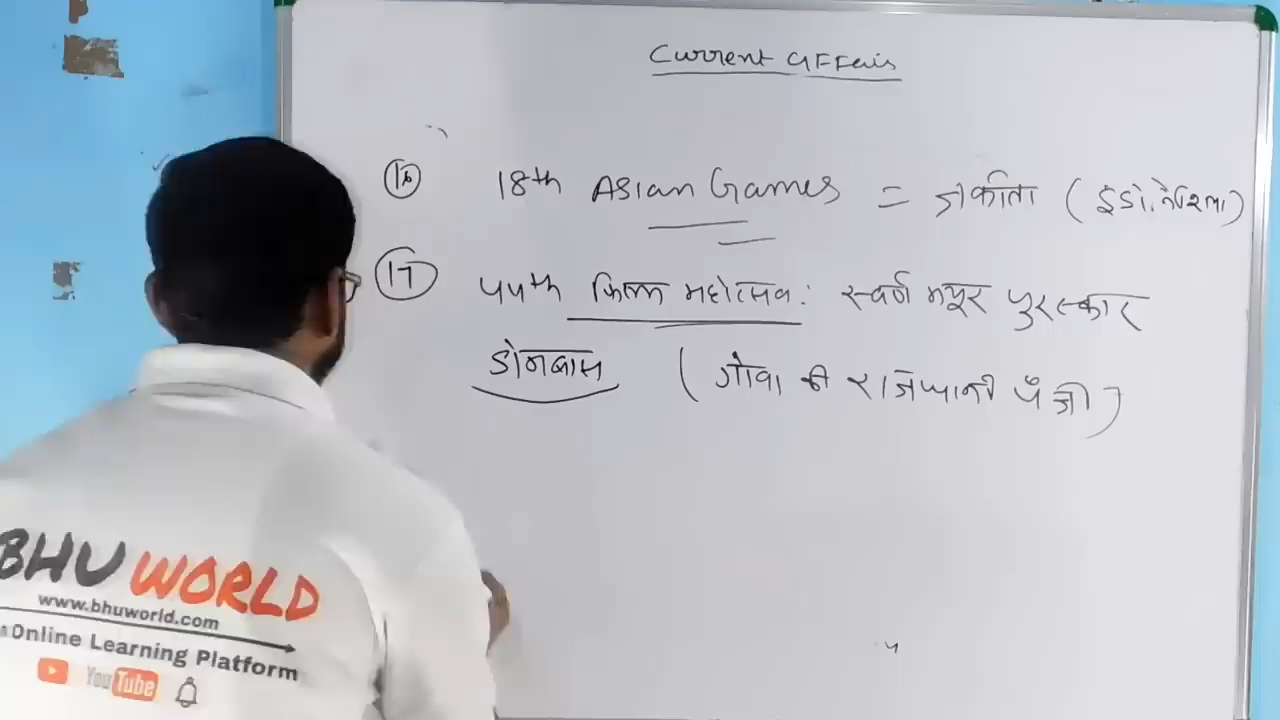 Current affairs
16 18th Asian Games = जर्काता (इंडोनेशिया)
17 49th फिल्म महोत्सव: स्वर्ण मयूर पुरस्कार
डोनबास (गोवा की राजधानी पंजी)
BHU WORLD
www.bhuworld.com
Online Learning Platform
YouTube